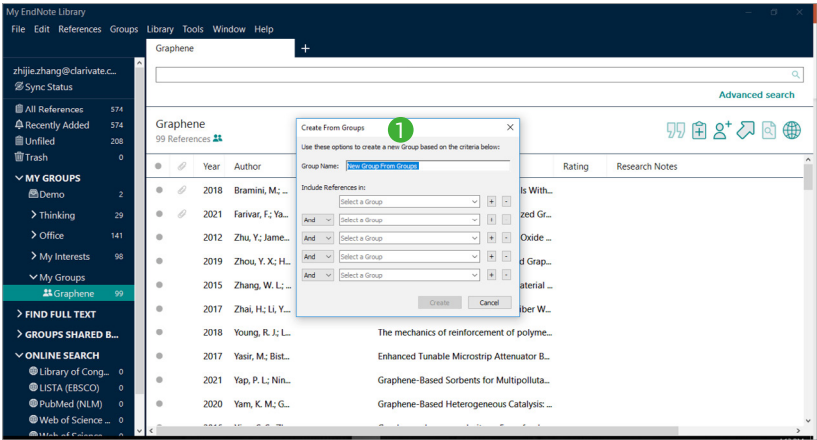 My EndNote Library
File Edit References Groups Library Tools Window Help
Graphene +
zhijie.zhang@clarivate.c...
Sync Status
All References 574
Recently Added 574
Unfiled 208
Trash 0
MY GROUPS
Demo 2
Thinking 29
Office 141
My Interests 98
My Groups
Graphene 99
FIND FULL TEXT
GROUPS SHARED B...
ONLINE SEARCH
Library of Cong... 0
LISTA (EBSCO) 0
PubMed (NLM) 0
Web of Science ... 0
Web of Science 0
Advanced search
Graphene
99 References
Year Author Rating Research Notes
2018 Bramini, M.; ... ls With...
2021 Farivar, F.; Ya... zed Gr...
2012 Zhu, Y.; Jame... Oxide ...
2019 Zhou, Y. X.; H... d Grap...
2015 Zhang, W. L.; ... aterial ...
2017 Zhai, H.; Li, Y.... iber W...
2018 Young, R. J.; L... The mechanics of reinforcement of polyme...
2017 Yasir, M.; Bist... Enhanced Tunable Microstrip Attenuator B...
2021 Yap, P. L.; Nin... Graphene-Based Sorbents for Multipolluta...
2020 Yam, K. M.; G... Graphene-Based Heterogeneous Catalysis: ...
Create From Groups
1
Use these options to create a new Group based on the criteria below:
Group Name: New Group From Groups
Include References in:
Select a Group + -
And Select a Group + -
And Select a Group + -
And Select a Group + -
And Select a Group + -
Create Cancel